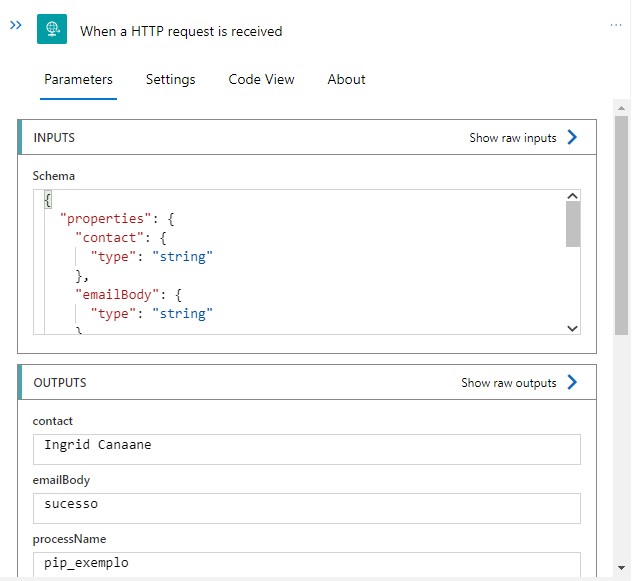 When a HTTP request is received
Parameters Settings Code View About
INPUTS Show raw inputs
Schema
{
"properties": {
"contact": {
"type": "string"
},
"emailBody": {
"type": "string"
}
OUTPUTS Show raw outputs
contact
Ingrid Canaane
emailBody
sucesso
processName
pip_exemplo